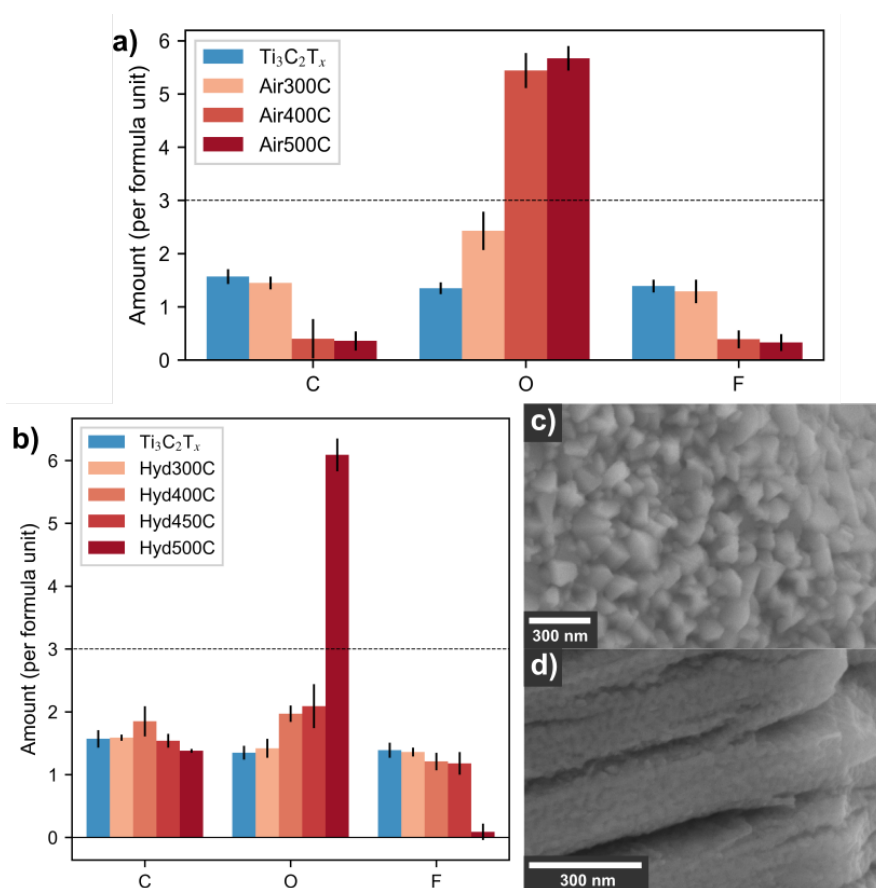 a)
Amount (per formula unit)
6
5
4
3
2
1
0
Ti₃C₂Tₓ
Air300C
Air400C
Air500C
C O F
b)
Amount (per formula unit)
6
5
4
3
2
1
0
Ti₃C₂Tₓ
Hyd300C
Hyd400C
Hyd450C
Hyd500C
C O F
c)
300 nm
d)
300 nm